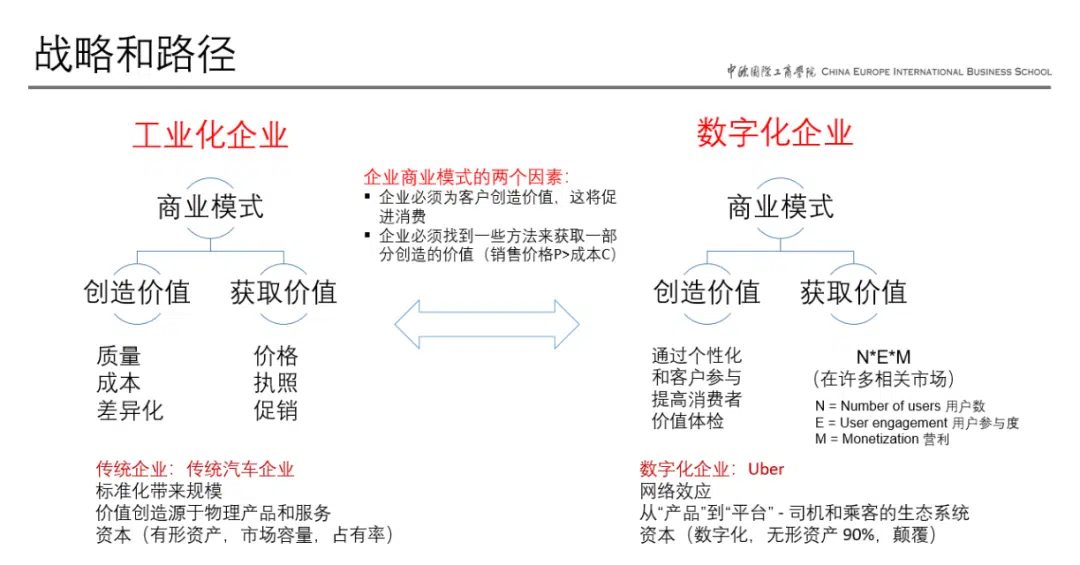 战略和路径
中欧国际工商学院 CHINA EUROPE INTERNATIONAL BUSINESS SCHOOL
工业化企业
商业模式
创造价值
获取价值
质量
成本
差异化
价格
执照
促销
传统企业：传统汽车企业
标准化带来规模
价值创造源于物理产品和服务
资本（有形资产，市场容量，占有率）
企业商业模式的两个因素：
▪ 企业必须为客户创造价值，这将促
进消费
▪ 企业必须找到一些方法来获取一部
分创造的价值（销售价格P>成本C）
数字化企业
商业模式
创造价值
获取价值
通过个性化
和客户参与
提高消费者
价值体检
N*E*M
（在许多相关市场）
N = Number of users 用户数
E = User engagement 用户参与度
M = Monetization 营利
数字化企业：Uber
网络效应
从“产品”到“平台” - 司机和乘客的生态系统
资本（数字化，无形资产 90%，颠覆）